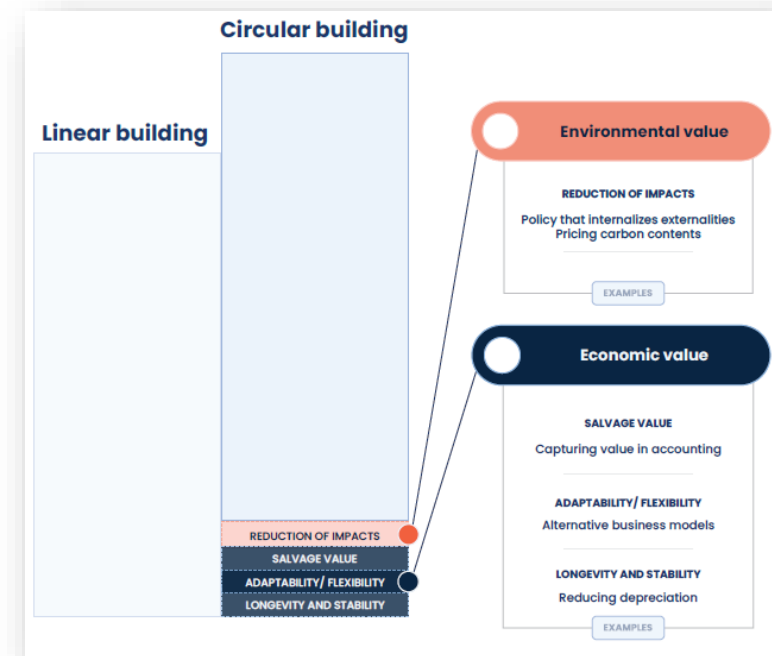 Circular building
Linear building
REDUCTION OF IMPACTS
SALVAGE VALUE
ADAPTABILITY/ FLEXIBILITY
LONGEVITY AND STABILITY
Environmental value
REDUCTION OF IMPACTS
Policy that internalizes externalities
Pricing carbon contents
EXAMPLES
Economic value
SALVAGE VALUE
Capturing value in accounting
ADAPTABILITY/ FLEXIBILITY
Alternative business models
LONGEVITY AND STABILITY
Reducing depreciation
EXAMPLES